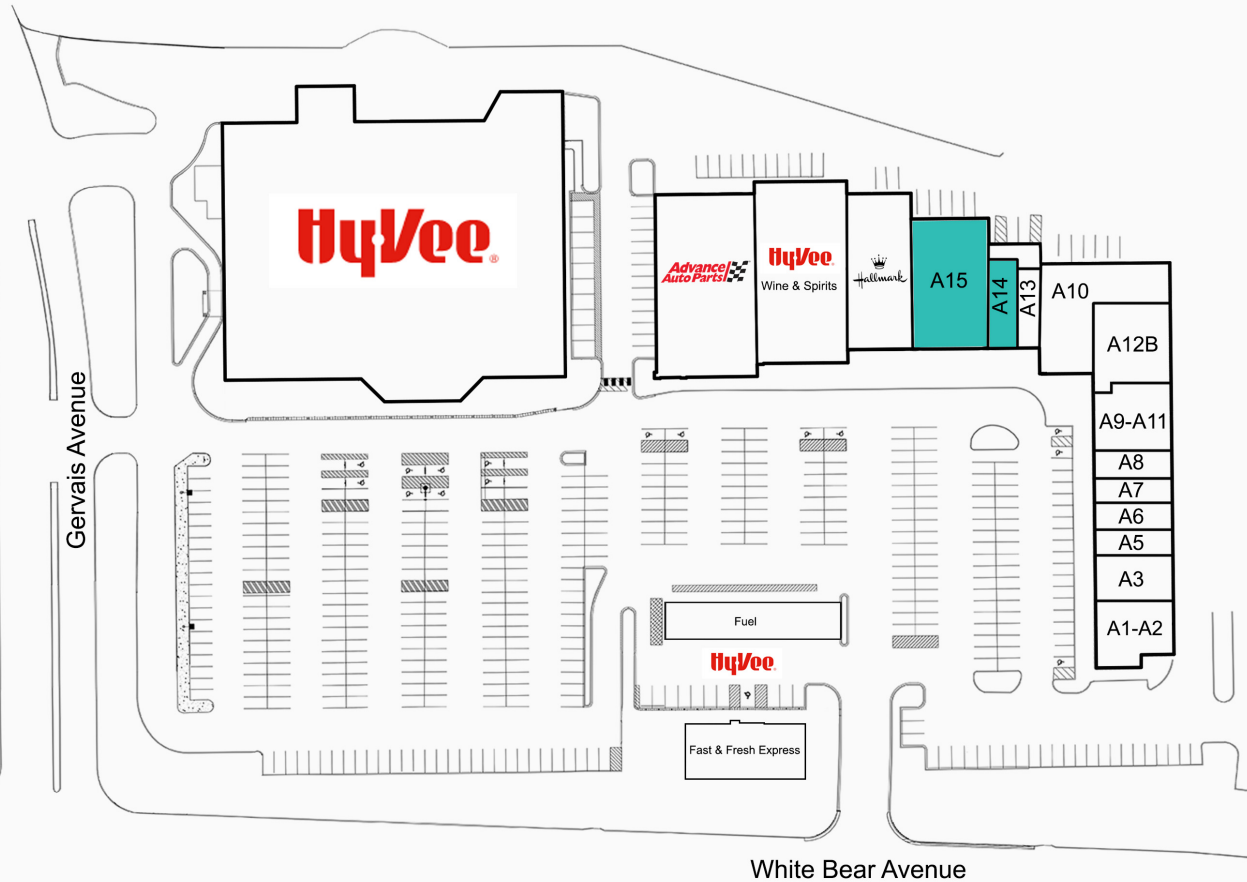 HyVee®
Advance
Auto Parts
HyVee
Wine & Spirits
Hallmark
A15
A14
A13
A10
A12B
A9-A11
A8
A7
A6
A5
A3
A1-A2
Gervais Avenue
Fuel
HyVee
Fast & Fresh Express
White Bear Avenue